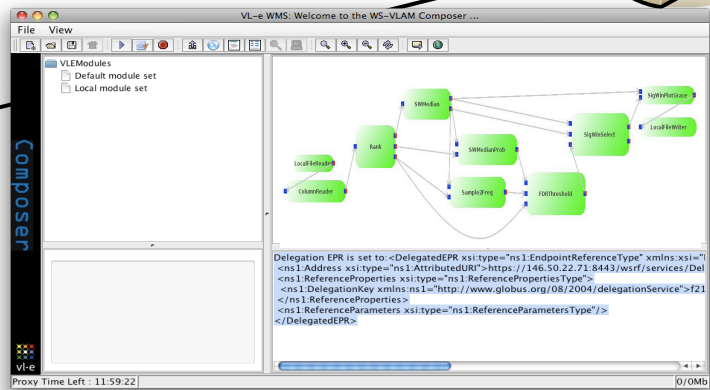 VL-e WMS: Welcome to the WS-VLAM Composer ...
File View
VLEModules
Default module set
Local module set
Composer
vl·e
SWMedian
SigWinPlotGrace
Rank
SigWinSelect
LocalFileWriter
SWMedianProb
LocalFileReader
ColumnReader
Sample2Freq
FDRThreshold
Delegation EPR is set to:<DelegatedEPR xsi:type="ns1:EndpointReferenceType" xmlns:xsi="
<ns1:Address xsi:type="ns1:AttributedURI">https://146.50.22.71:8443/wsrf/services/Del
<ns1:ReferenceProperties xsi:type="ns1:ReferencePropertiesType">
<ns1:DelegationKey xmlns:ns1="http://www.globus.org/08/2004/delegationService">f21
</ns1:ReferenceProperties>
<ns1:ReferenceParameters xsi:type="ns1:ReferenceParametersType"/>
</DelegatedEPR>
Proxy Time Left : 11:59:22
0/0Mb